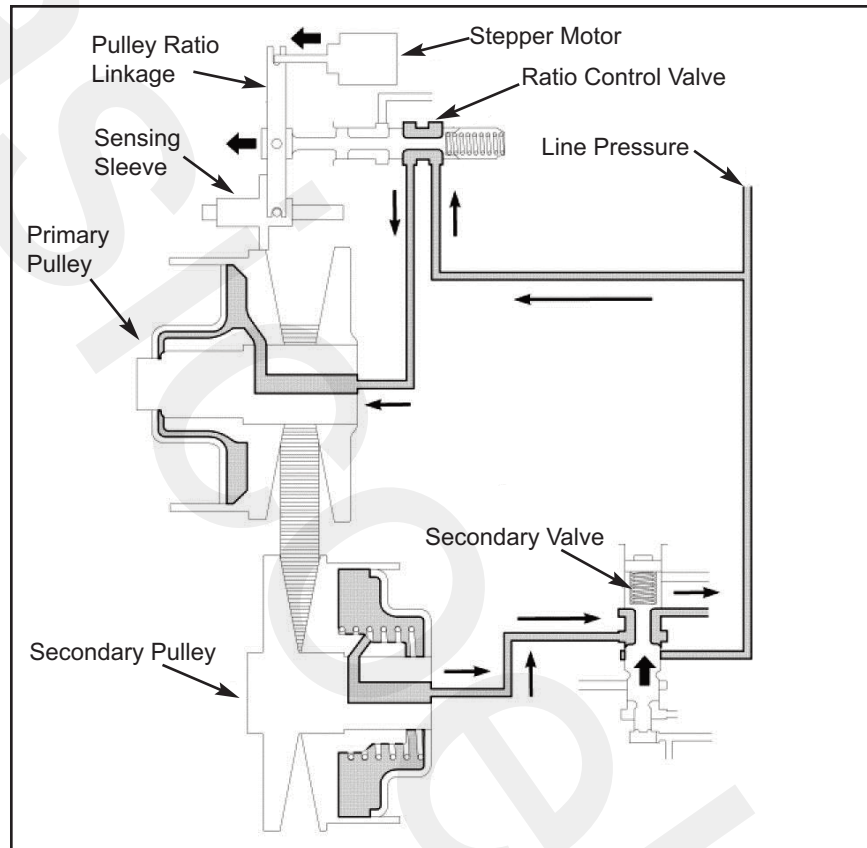 Stepper Motor
Pulley Ratio
Linkage
Ratio Control Valve
Sensing
Sleeve
Line Pressure
Primary
Pulley
Secondary Valve
Secondary Pulley